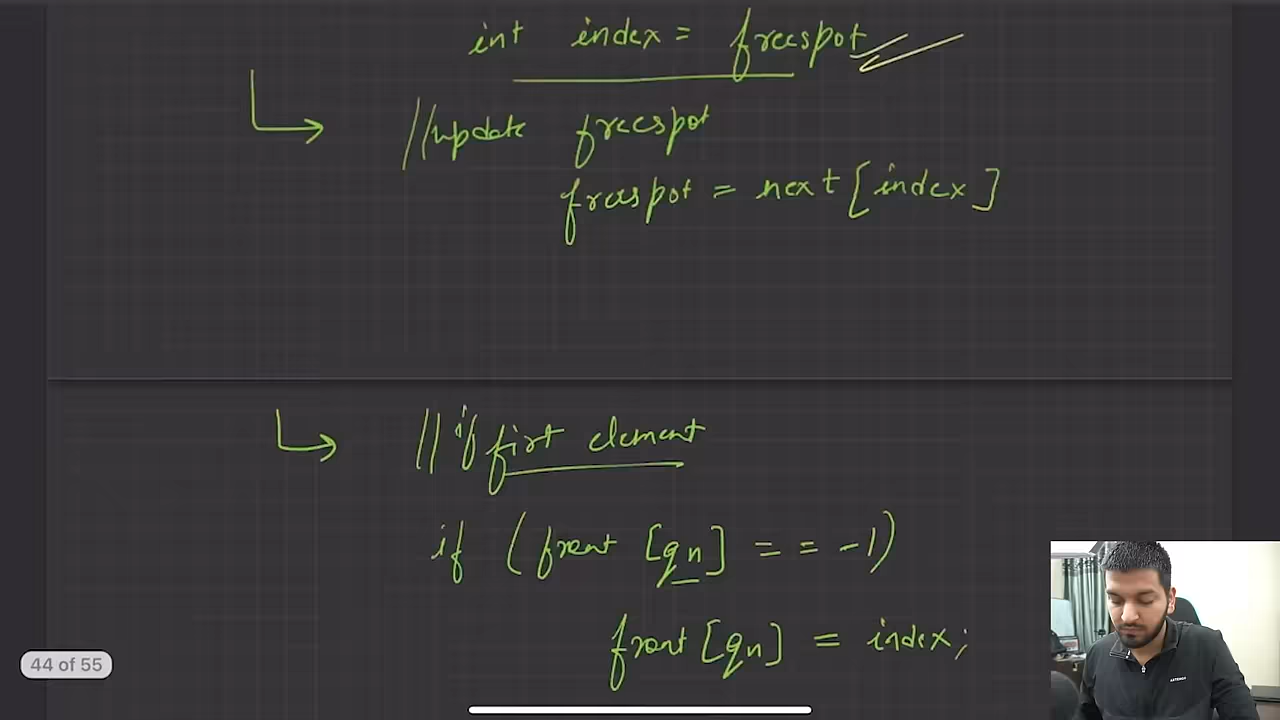 int index = freespot
//update freespot
freespot = next [index]
// if first element
if (front [qn] == -1)
front [qn] = index;
44 of 55